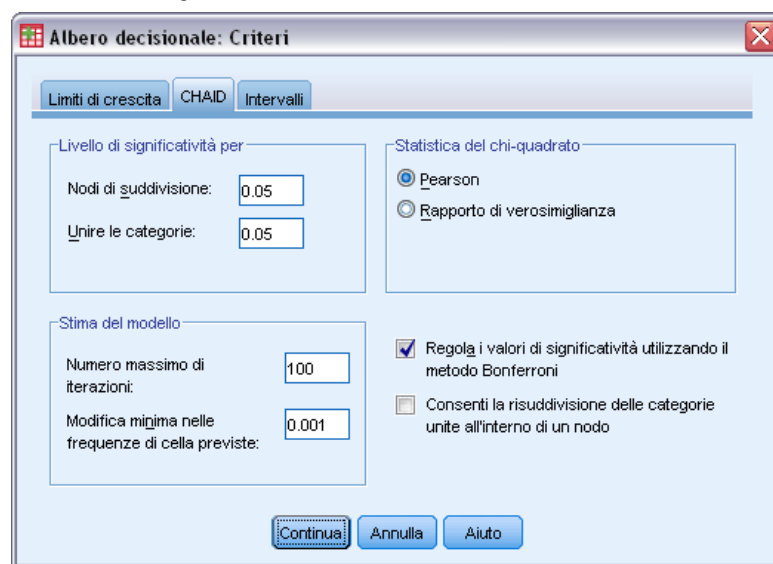 Albero decisionale: Criteri
Limiti di crescita CHAID Intervalli
Livello di significatività per
Nodi di suddivisione: 0.05
Unire le categorie: 0.05
Statistica del chi-quadrato
Pearson
Rapporto di verosimiglianza
Stima del modello
Numero massimo di
iterazioni: 100
Modifica minima nelle
frequenze di cella previste: 0.001
Regola i valori di significatività utilizzando il
metodo Bonferroni
Consenti la risuddivisione delle categorie
unite all'interno di un nodo
Continua Annulla Aiuto